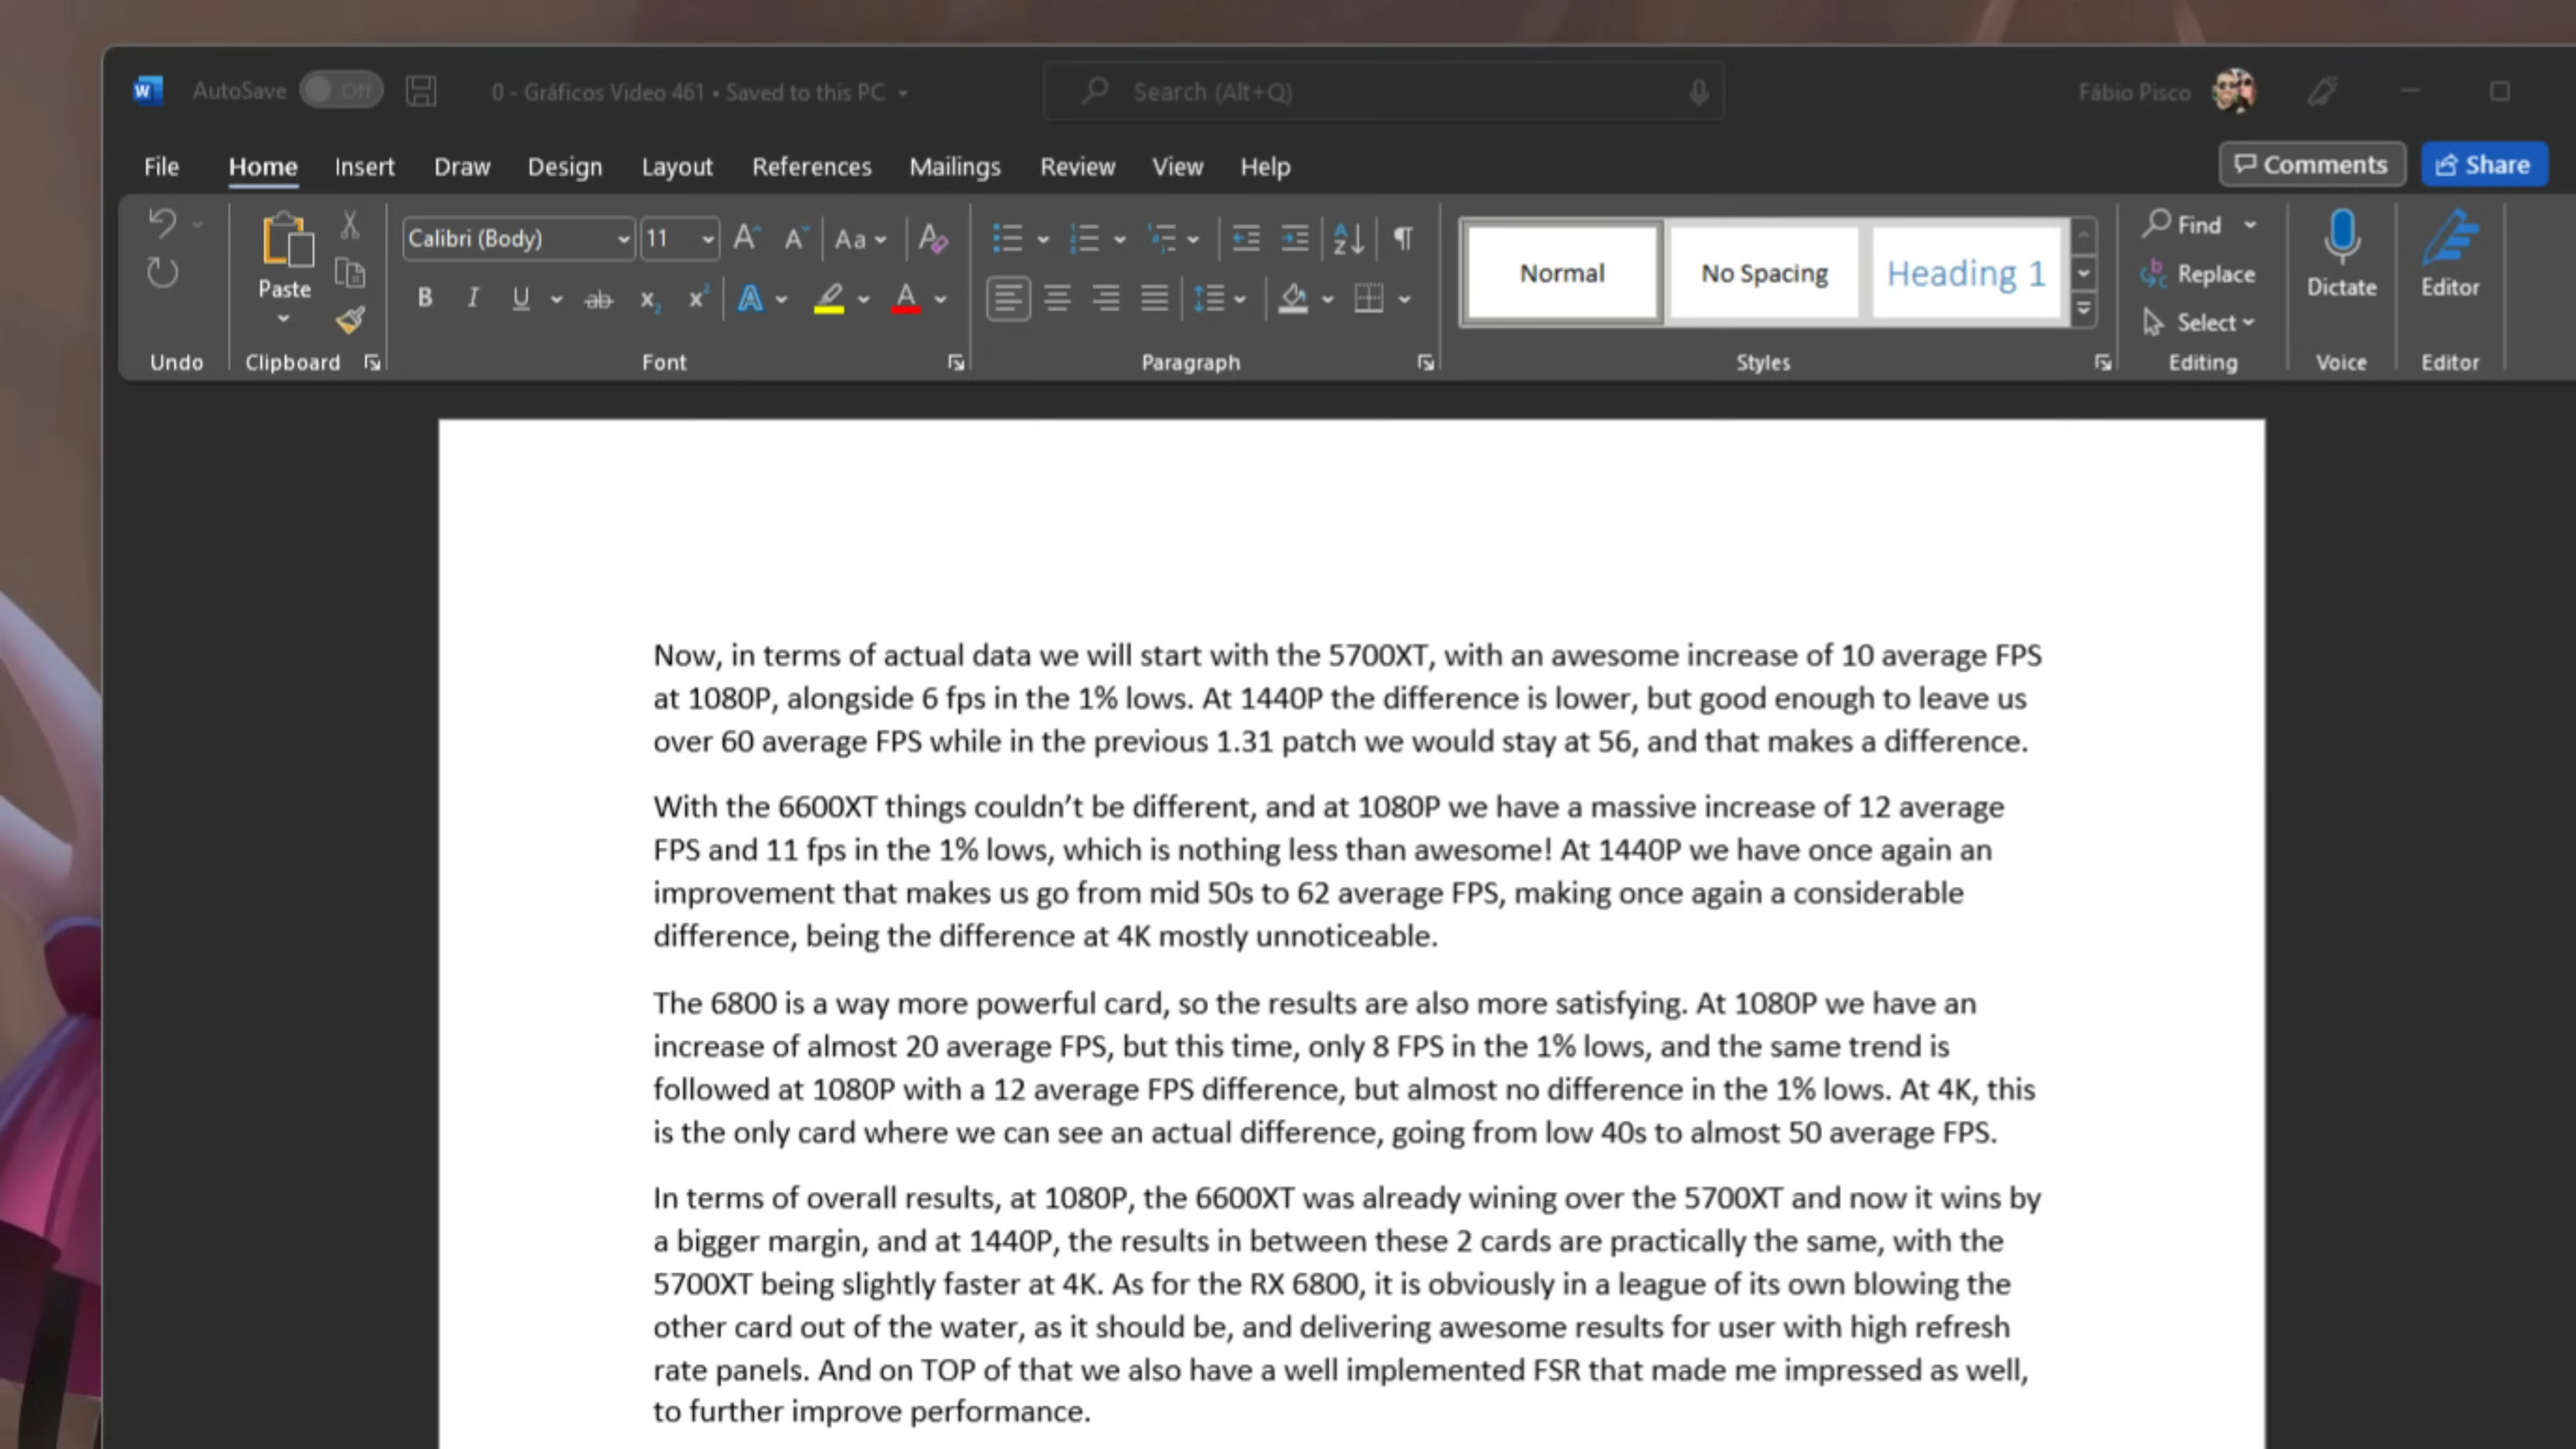 AutoSave Off 0 - Gráficos Video 461 • Saved to this PC Search (Alt+Q) Fábio Pisco
File Home Insert Draw Design Layout References Mailings Review View Help Comments Share
Calibri (Body) 11 Aa Find
Paste Normal No Spacing Heading 1 Replace Dictate Editor
B I U ab x₂ x² A A Select
Undo Clipboard Font Paragraph Styles Editing Voice Editor
Now, in terms of actual data we will start with the 5700XT, with an awesome increase of 10 average FPS
at 1080P, alongside 6 fps in the 1% lows. At 1440P the difference is lower, but good enough to leave us
over 60 average FPS while in the previous 1.31 patch we would stay at 56, and that makes a difference.
With the 6600XT things couldn’t be different, and at 1080P we have a massive increase of 12 average
FPS and 11 fps in the 1% lows, which is nothing less than awesome! At 1440P we have once again an
improvement that makes us go from mid 50s to 62 average FPS, making once again a considerable
difference, being the difference at 4K mostly unnoticeable.
The 6800 is a way more powerful card, so the results are also more satisfying. At 1080P we have an
increase of almost 20 average FPS, but this time, only 8 FPS in the 1% lows, and the same trend is
followed at 1080P with a 12 average FPS difference, but almost no difference in the 1% lows. At 4K, this
is the only card where we can see an actual difference, going from low 40s to almost 50 average FPS.
In terms of overall results, at 1080P, the 6600XT was already wining over the 5700XT and now it wins by
a bigger margin, and at 1440P, the results in between these 2 cards are practically the same, with the
5700XT being slightly faster at 4K. As for the RX 6800, it is obviously in a league of its own blowing the
other card out of the water, as it should be, and delivering awesome results for user with high refresh
rate panels. And on TOP of that we also have a well implemented FSR that made me impressed as well,
to further improve performance.